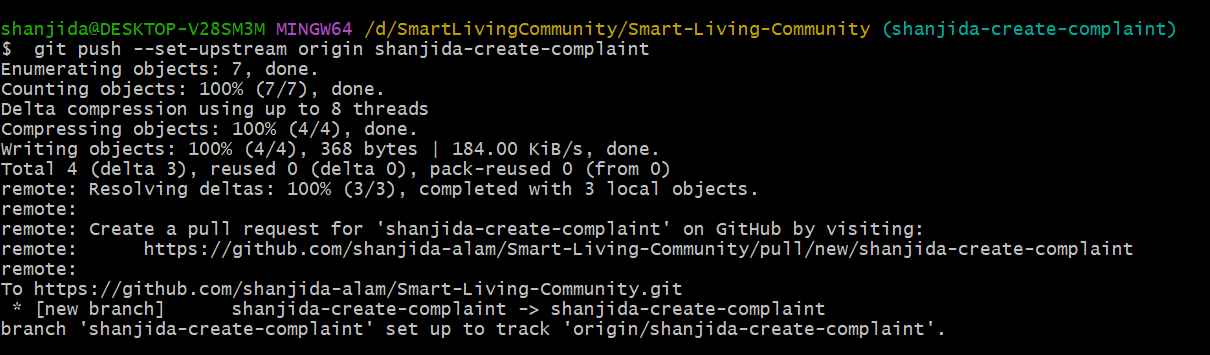 shanjida@DESKTOP-V28SM3M MINGW64 /d/SmartLivingCommunity/Smart-Living-Community (shanjida-create-complaint)
$  git push --set-upstream origin shanjida-create-complaint
Enumerating objects: 7, done.
Counting objects: 100% (7/7), done.
Delta compression using up to 8 threads
Compressing objects: 100% (4/4), done.
Writing objects: 100% (4/4), 368 bytes | 184.00 KiB/s, done.
Total 4 (delta 3), reused 0 (delta 0), pack-reused 0 (from 0)
remote: Resolving deltas: 100% (3/3), completed with 3 local objects.
remote:
remote: Create a pull request for 'shanjida-create-complaint' on GitHub by visiting:
remote:      https://github.com/shanjida-alam/Smart-Living-Community/pull/new/shanjida-create-complaint
remote:
To https://github.com/shanjida-alam/Smart-Living-Community.git
 * [new branch]      shanjida-create-complaint -> shanjida-create-complaint
branch 'shanjida-create-complaint' set up to track 'origin/shanjida-create-complaint'.